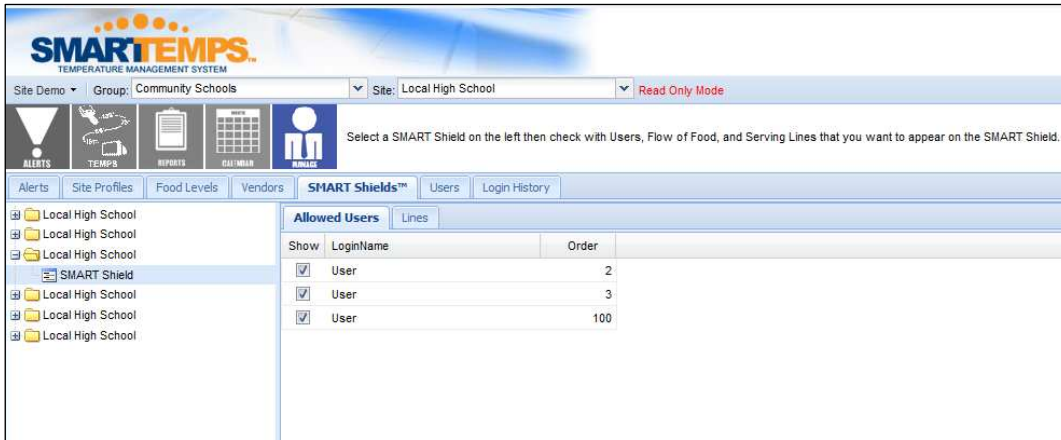 SMARTTEMPS™
TEMPERATURE MANAGEMENT SYSTEM
Site Demo Group: Community Schools Site: Local High School Read Only Mode
ALERTS TEMPS REPORTS CALENDAR MANAGE
Select a SMART Shield on the left then check with Users, Flow of Food, and Serving Lines that you want to appear on the SMART Shield.
Alerts Site Profiles Food Levels Vendors SMART Shields™ Users Login History
Local High School
Local High School
Local High School
SMART Shield
Local High School
Local High School
Local High School
Allowed Users Lines
Show LoginName Order
User 2
User 3
User 100